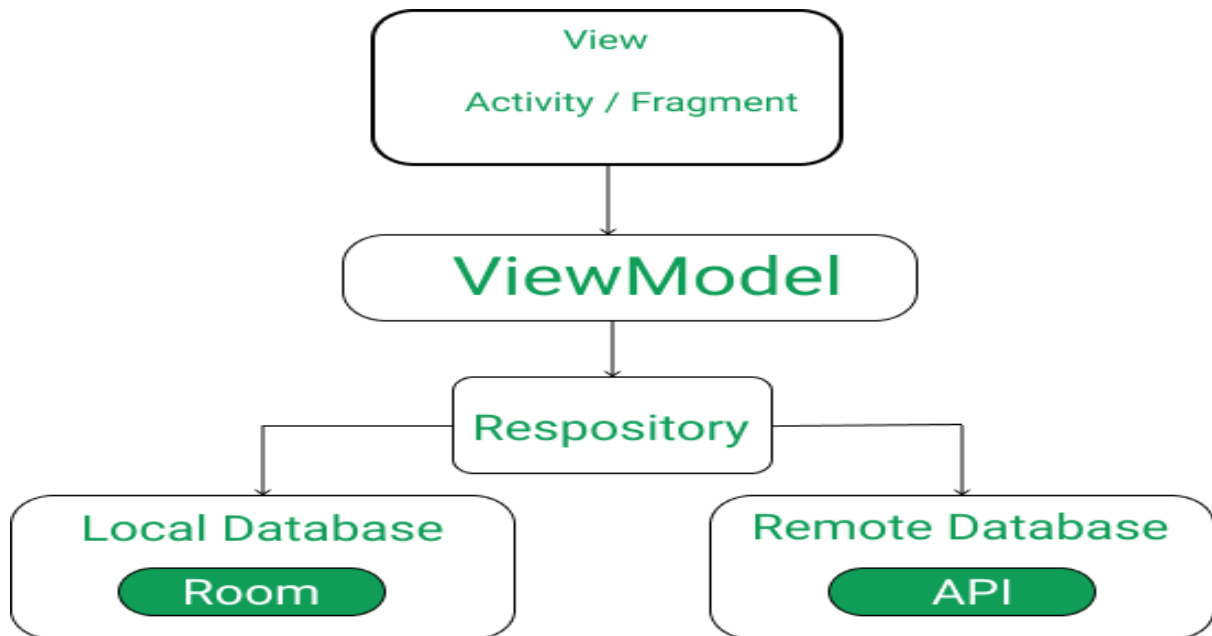 View
Activity / Fragment
ViewModel
Respository
Local Database
Room
Remote Database
API